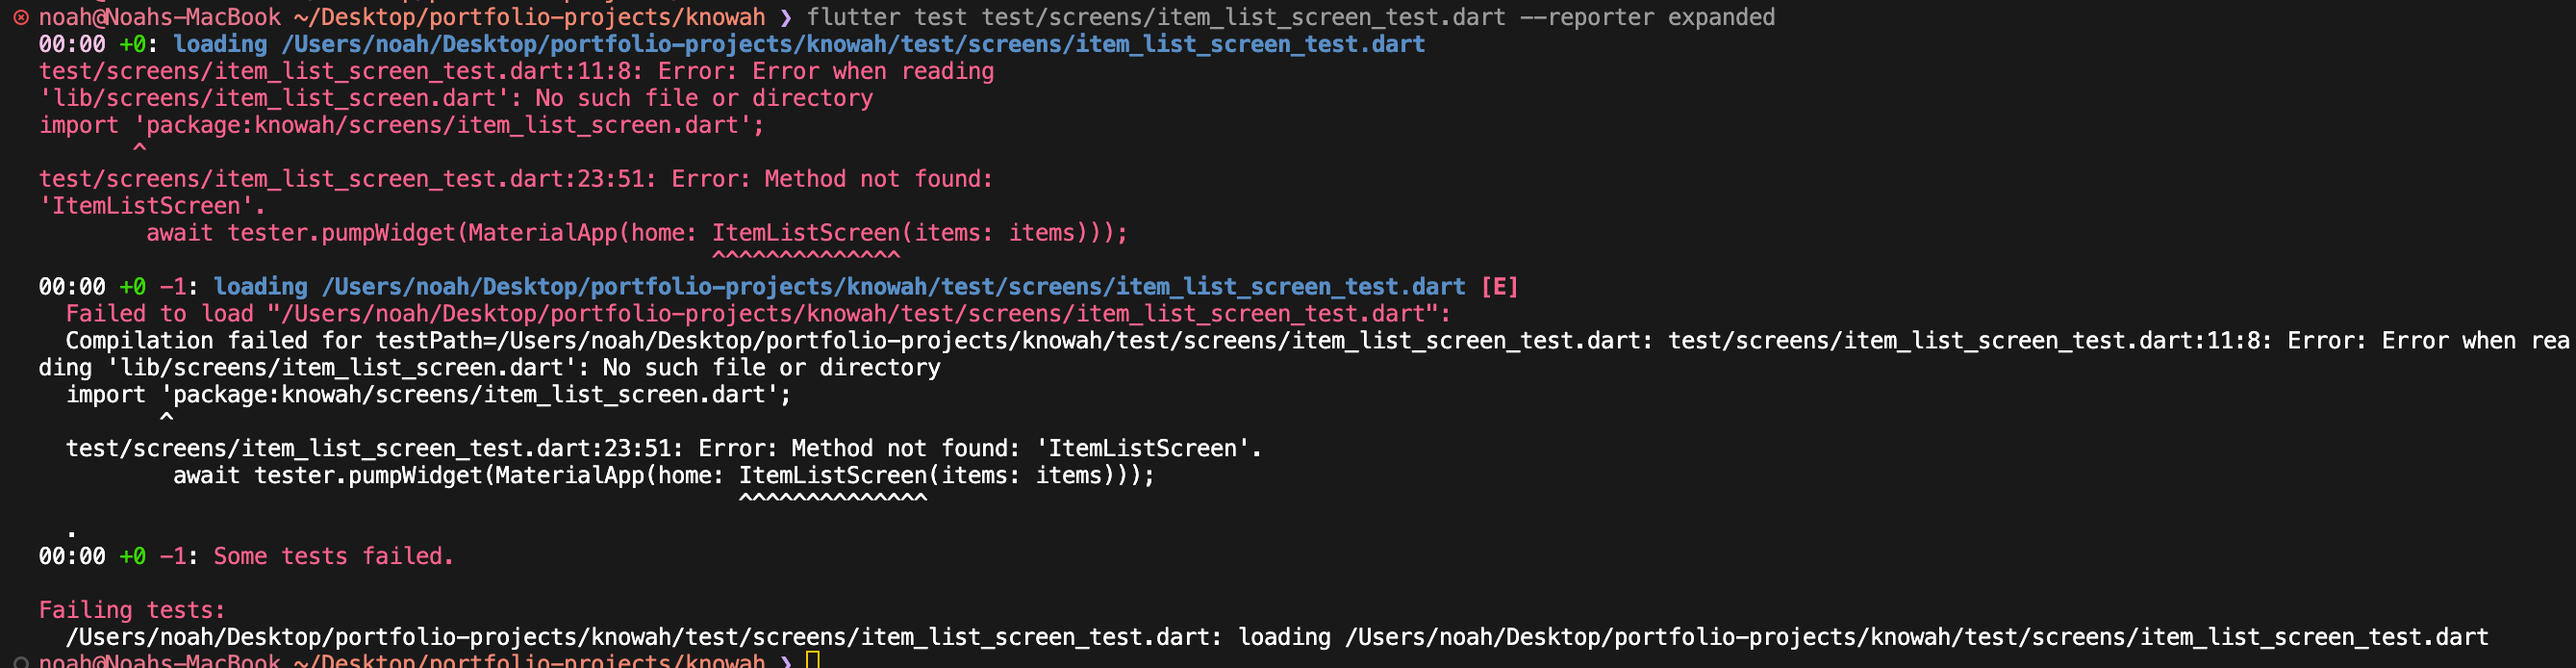 noah@Noahs-MacBook ~/Desktop/portfolio-projects/knowah ❯ flutter test test/screens/item_list_screen_test.dart --reporter expanded
00:00 +0: loading /Users/noah/Desktop/portfolio-projects/knowah/test/screens/item_list_screen_test.dart
test/screens/item_list_screen_test.dart:11:8: Error: Error when reading
'lib/screens/item_list_screen.dart': No such file or directory
import 'package:knowah/screens/item_list_screen.dart';
       ^
test/screens/item_list_screen_test.dart:23:51: Error: Method not found:
'ItemListScreen'.
        await tester.pumpWidget(MaterialApp(home: ItemListScreen(items: items)));
                                                  ^^^^^^^^^^^^^^
00:00 +0 -1: loading /Users/noah/Desktop/portfolio-projects/knowah/test/screens/item_list_screen_test.dart [E]
  Failed to load "/Users/noah/Desktop/portfolio-projects/knowah/test/screens/item_list_screen_test.dart":
  Compilation failed for testPath=/Users/noah/Desktop/portfolio-projects/knowah/test/screens/item_list_screen_test.dart: test/screens/item_list_screen_test.dart:11:8: Error: Error when rea
ding 'lib/screens/item_list_screen.dart': No such file or directory
  import 'package:knowah/screens/item_list_screen.dart';
         ^
  test/screens/item_list_screen_test.dart:23:51: Error: Method not found: 'ItemListScreen'.
          await tester.pumpWidget(MaterialApp(home: ItemListScreen(items: items)));
                                                    ^^^^^^^^^^^^^^
  .
00:00 +0 -1: Some tests failed.
Failing tests:
  /Users/noah/Desktop/portfolio-projects/knowah/test/screens/item_list_screen_test.dart: loading /Users/noah/Desktop/portfolio-projects/knowah/test/screens/item_list_screen_test.dart
noah@Noahs-MacBook ~/Desktop/portfolio-projects/knowah ❯